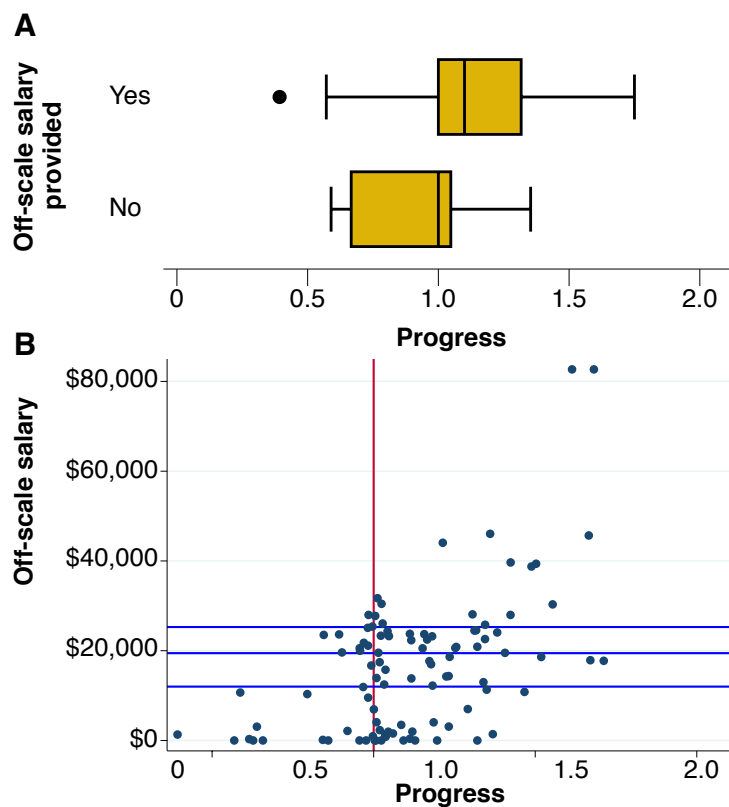 A
Off-scale salary
provided
Yes
No
0 0.5 1.0 1.5 2.0
Progress
B
Off-scale salary
$80,000
$60,000
$40,000
$20,000
$0
0 0.5 1.0 1.5 2.0
Progress